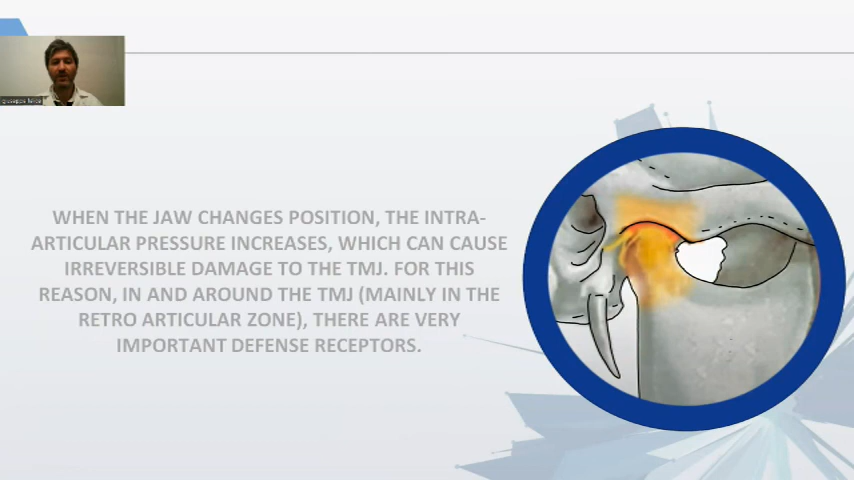 WHEN THE JAW CHANGES POSITION, THE INTRA-
ARTICULAR PRESSURE INCREASES, WHICH CAN CAUSE
IRREVERSIBLE DAMAGE TO THE TMJ. FOR THIS
REASON, IN AND AROUND THE TMJ (MAINLY IN THE
RETRO ARTICULAR ZONE), THERE ARE VERY
IMPORTANT DEFENSE RECEPTORS.